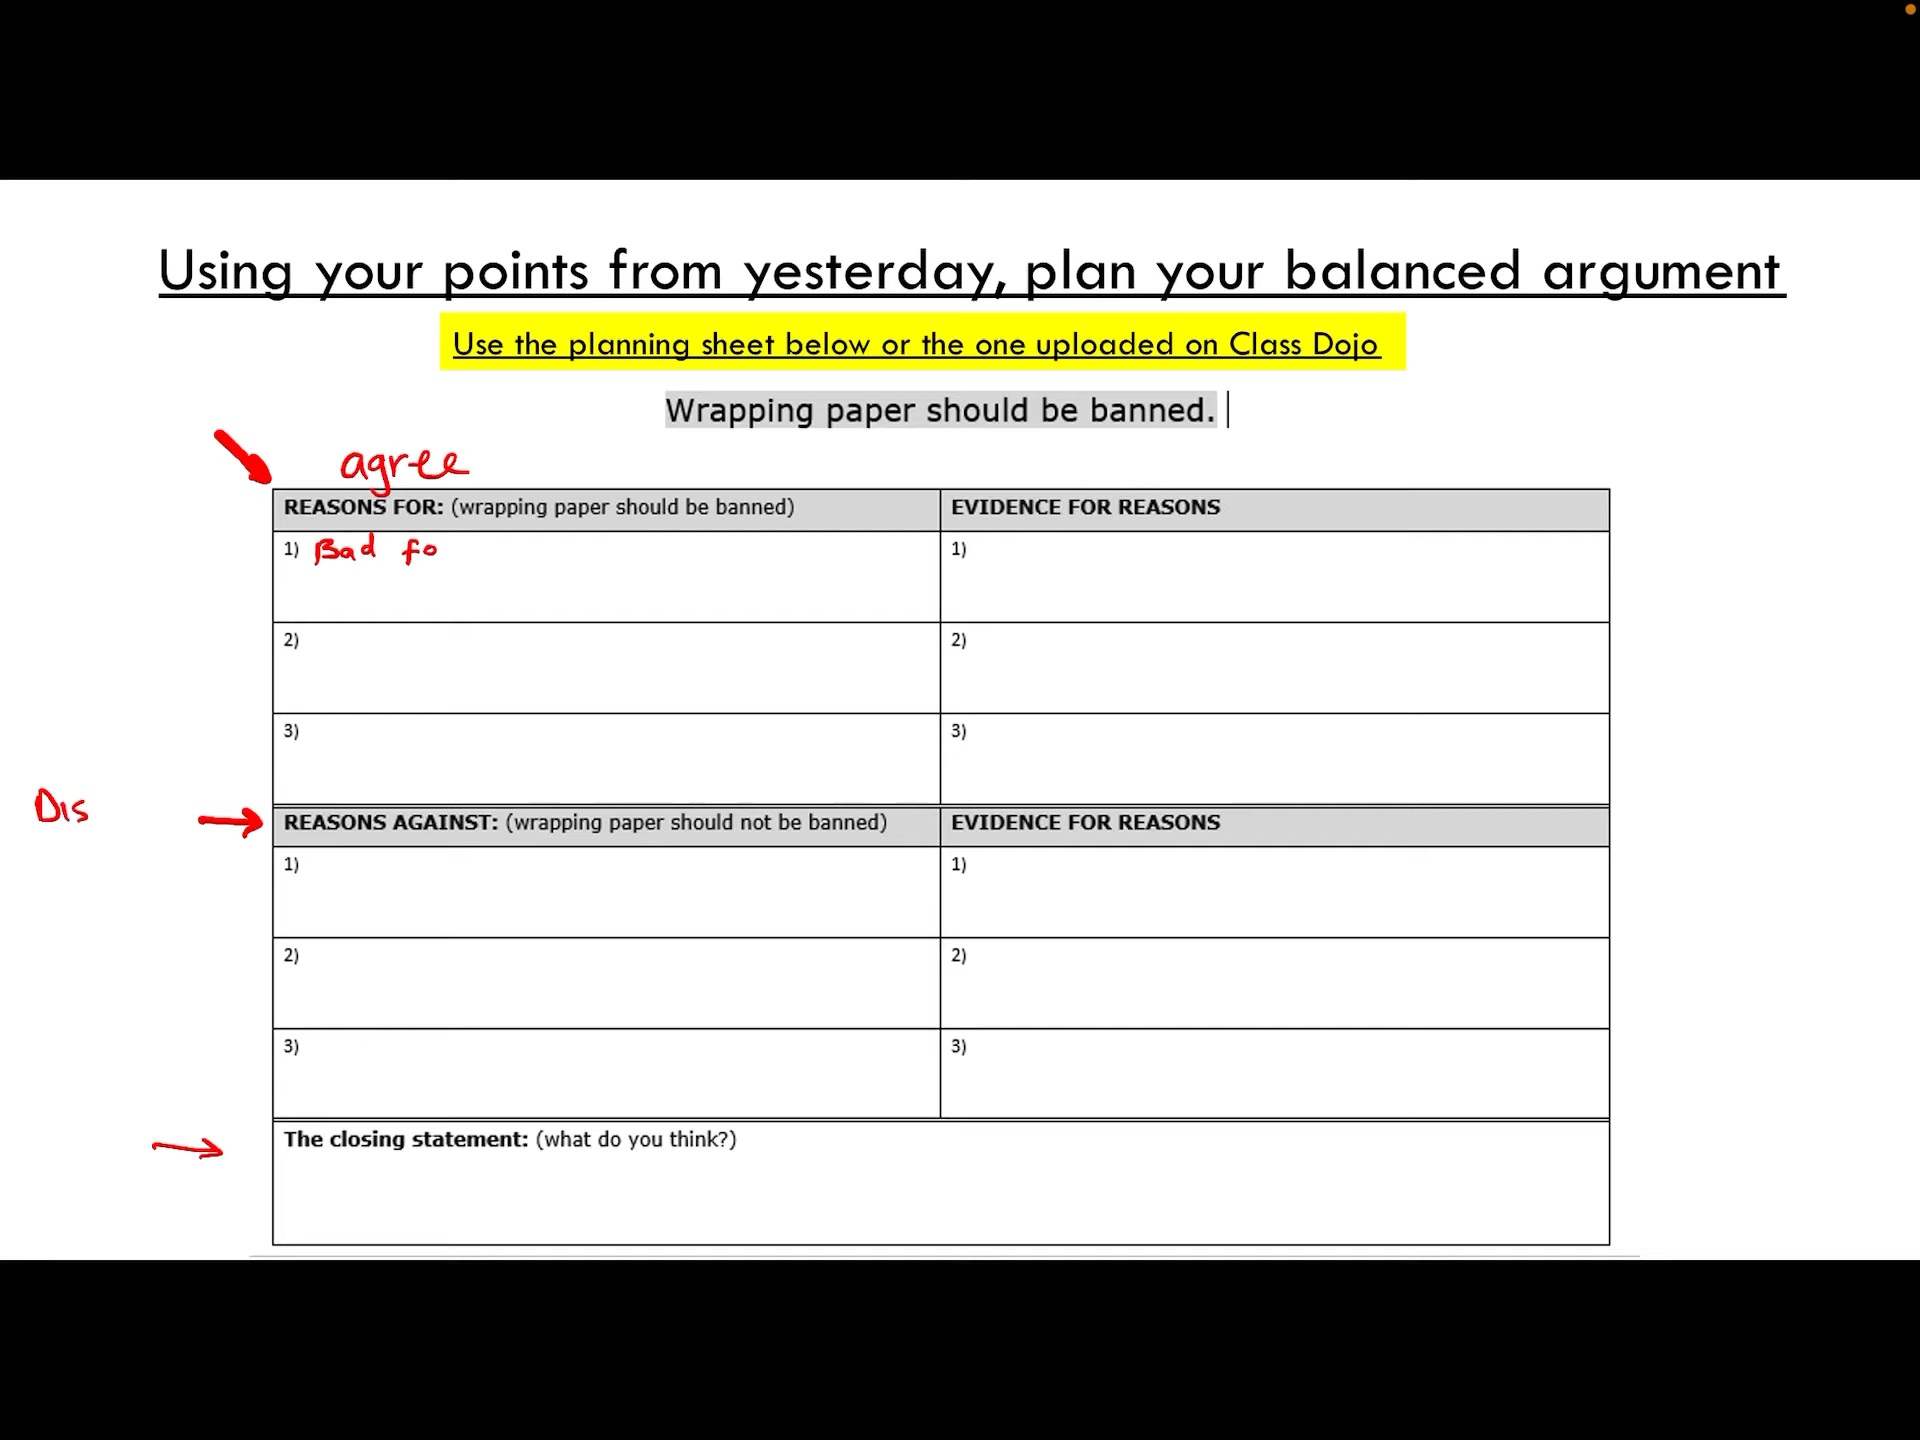 Using your points from yesterday, plan your balanced argument
Use the planning sheet below or the one uploaded on Class Dojo
Wrapping paper should be banned.
agree
REASONS FOR: (wrapping paper should be banned) EVIDENCE FOR REASONS
1) Bad fo 1)
2) 2)
3) 3)
Dis
REASONS AGAINST: (wrapping paper should not be banned) EVIDENCE FOR REASONS
1) 1)
2) 2)
3) 3)
The closing statement: (what do you think?)